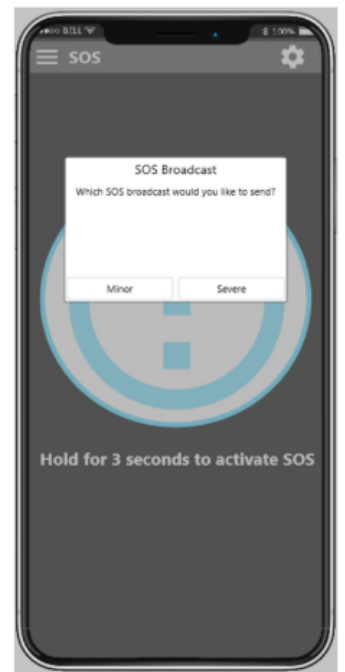 BELL
100%
SOS
SOS Broadcast
Which SOS broadcast would you like to send?
Minor
Severe
Hold for 3 seconds to activate SOS